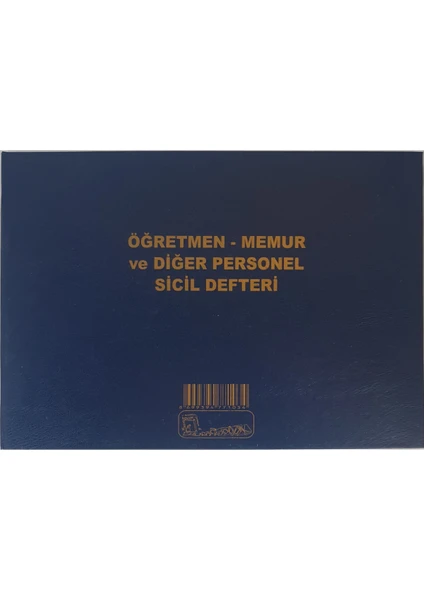 ÖĞRETMEN - MEMUR
ve DİĞER PERSONEL
SİCİL DEFTERİ